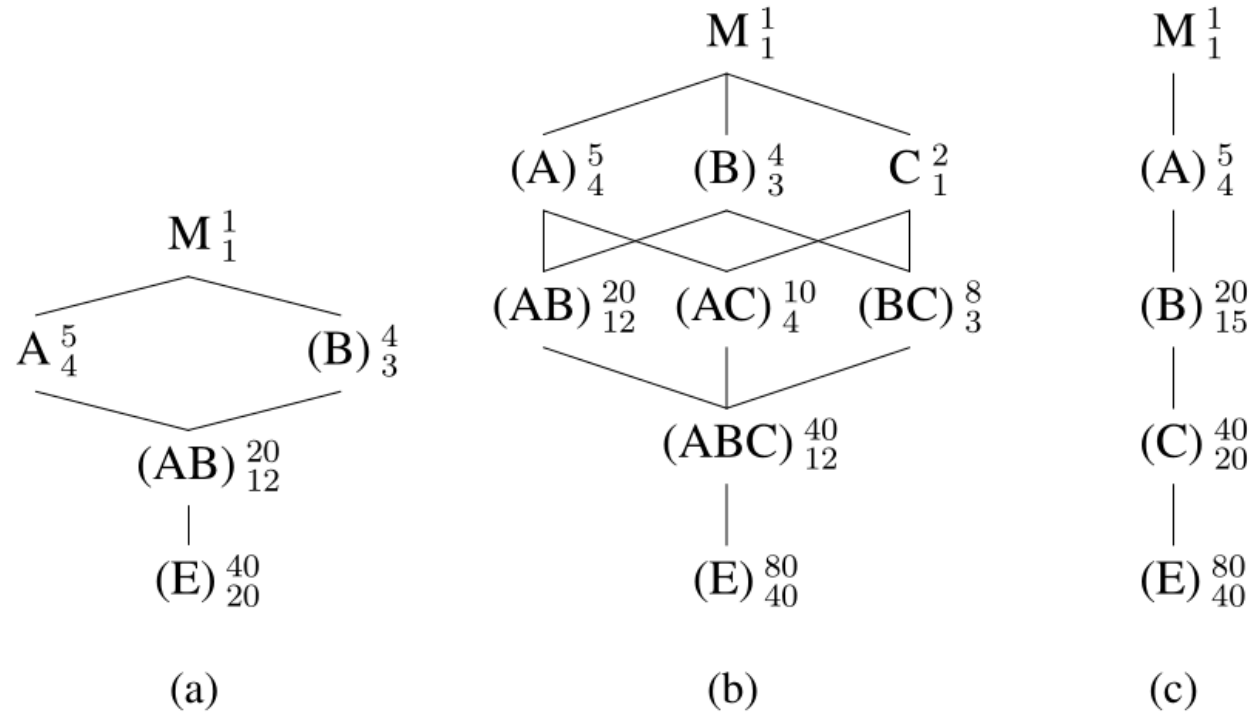 M 1 1
(A) 5 4 (B) 4 3 C 2 1
(AB) 20 12 (AC) 10 4 (BC) 8 3
(ABC) 40 12
(E) 80 40
M 1 1
A 5 4 (B) 4 3
(AB) 20 12
(E) 40 20
M 1 1
(A) 5 4
(B) 20 15
(C) 40 20
(E) 80 40
(a) (b) (c)